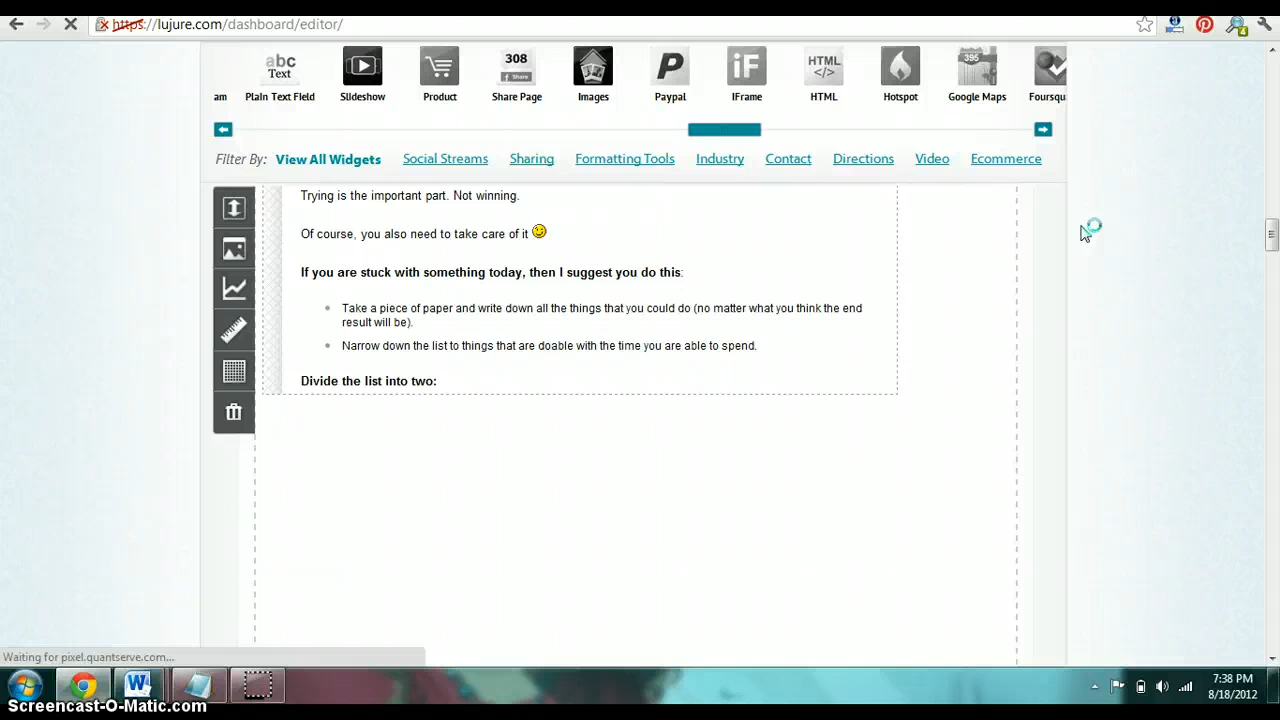 https://lujure.com/dashboard/editor/
abc
Text
308
Share
HTML
</>
395
iF
am
Plain Text Field
Slideshow
Product
Share Page
Images
Paypal
IFrame
HTML
Hotspot
Google Maps
Foursqu
Filter By: View All Widgets Social Streams Sharing Formatting Tools Industry Contact Directions Video Ecommerce
Trying is the important part. Not winning.
Of course, you also need to take care of it
If you are stuck with something today, then I suggest you do this:
Take a piece of paper and write down all the things that you could do (no matter what you think the end
result will be).
Narrow down the list to things that are doable with the time you are able to spend.
Divide the list into two:
Waiting for pixel.quantserve.com...
7:38 PM
8/18/2012
Screencast-O-Matic.com